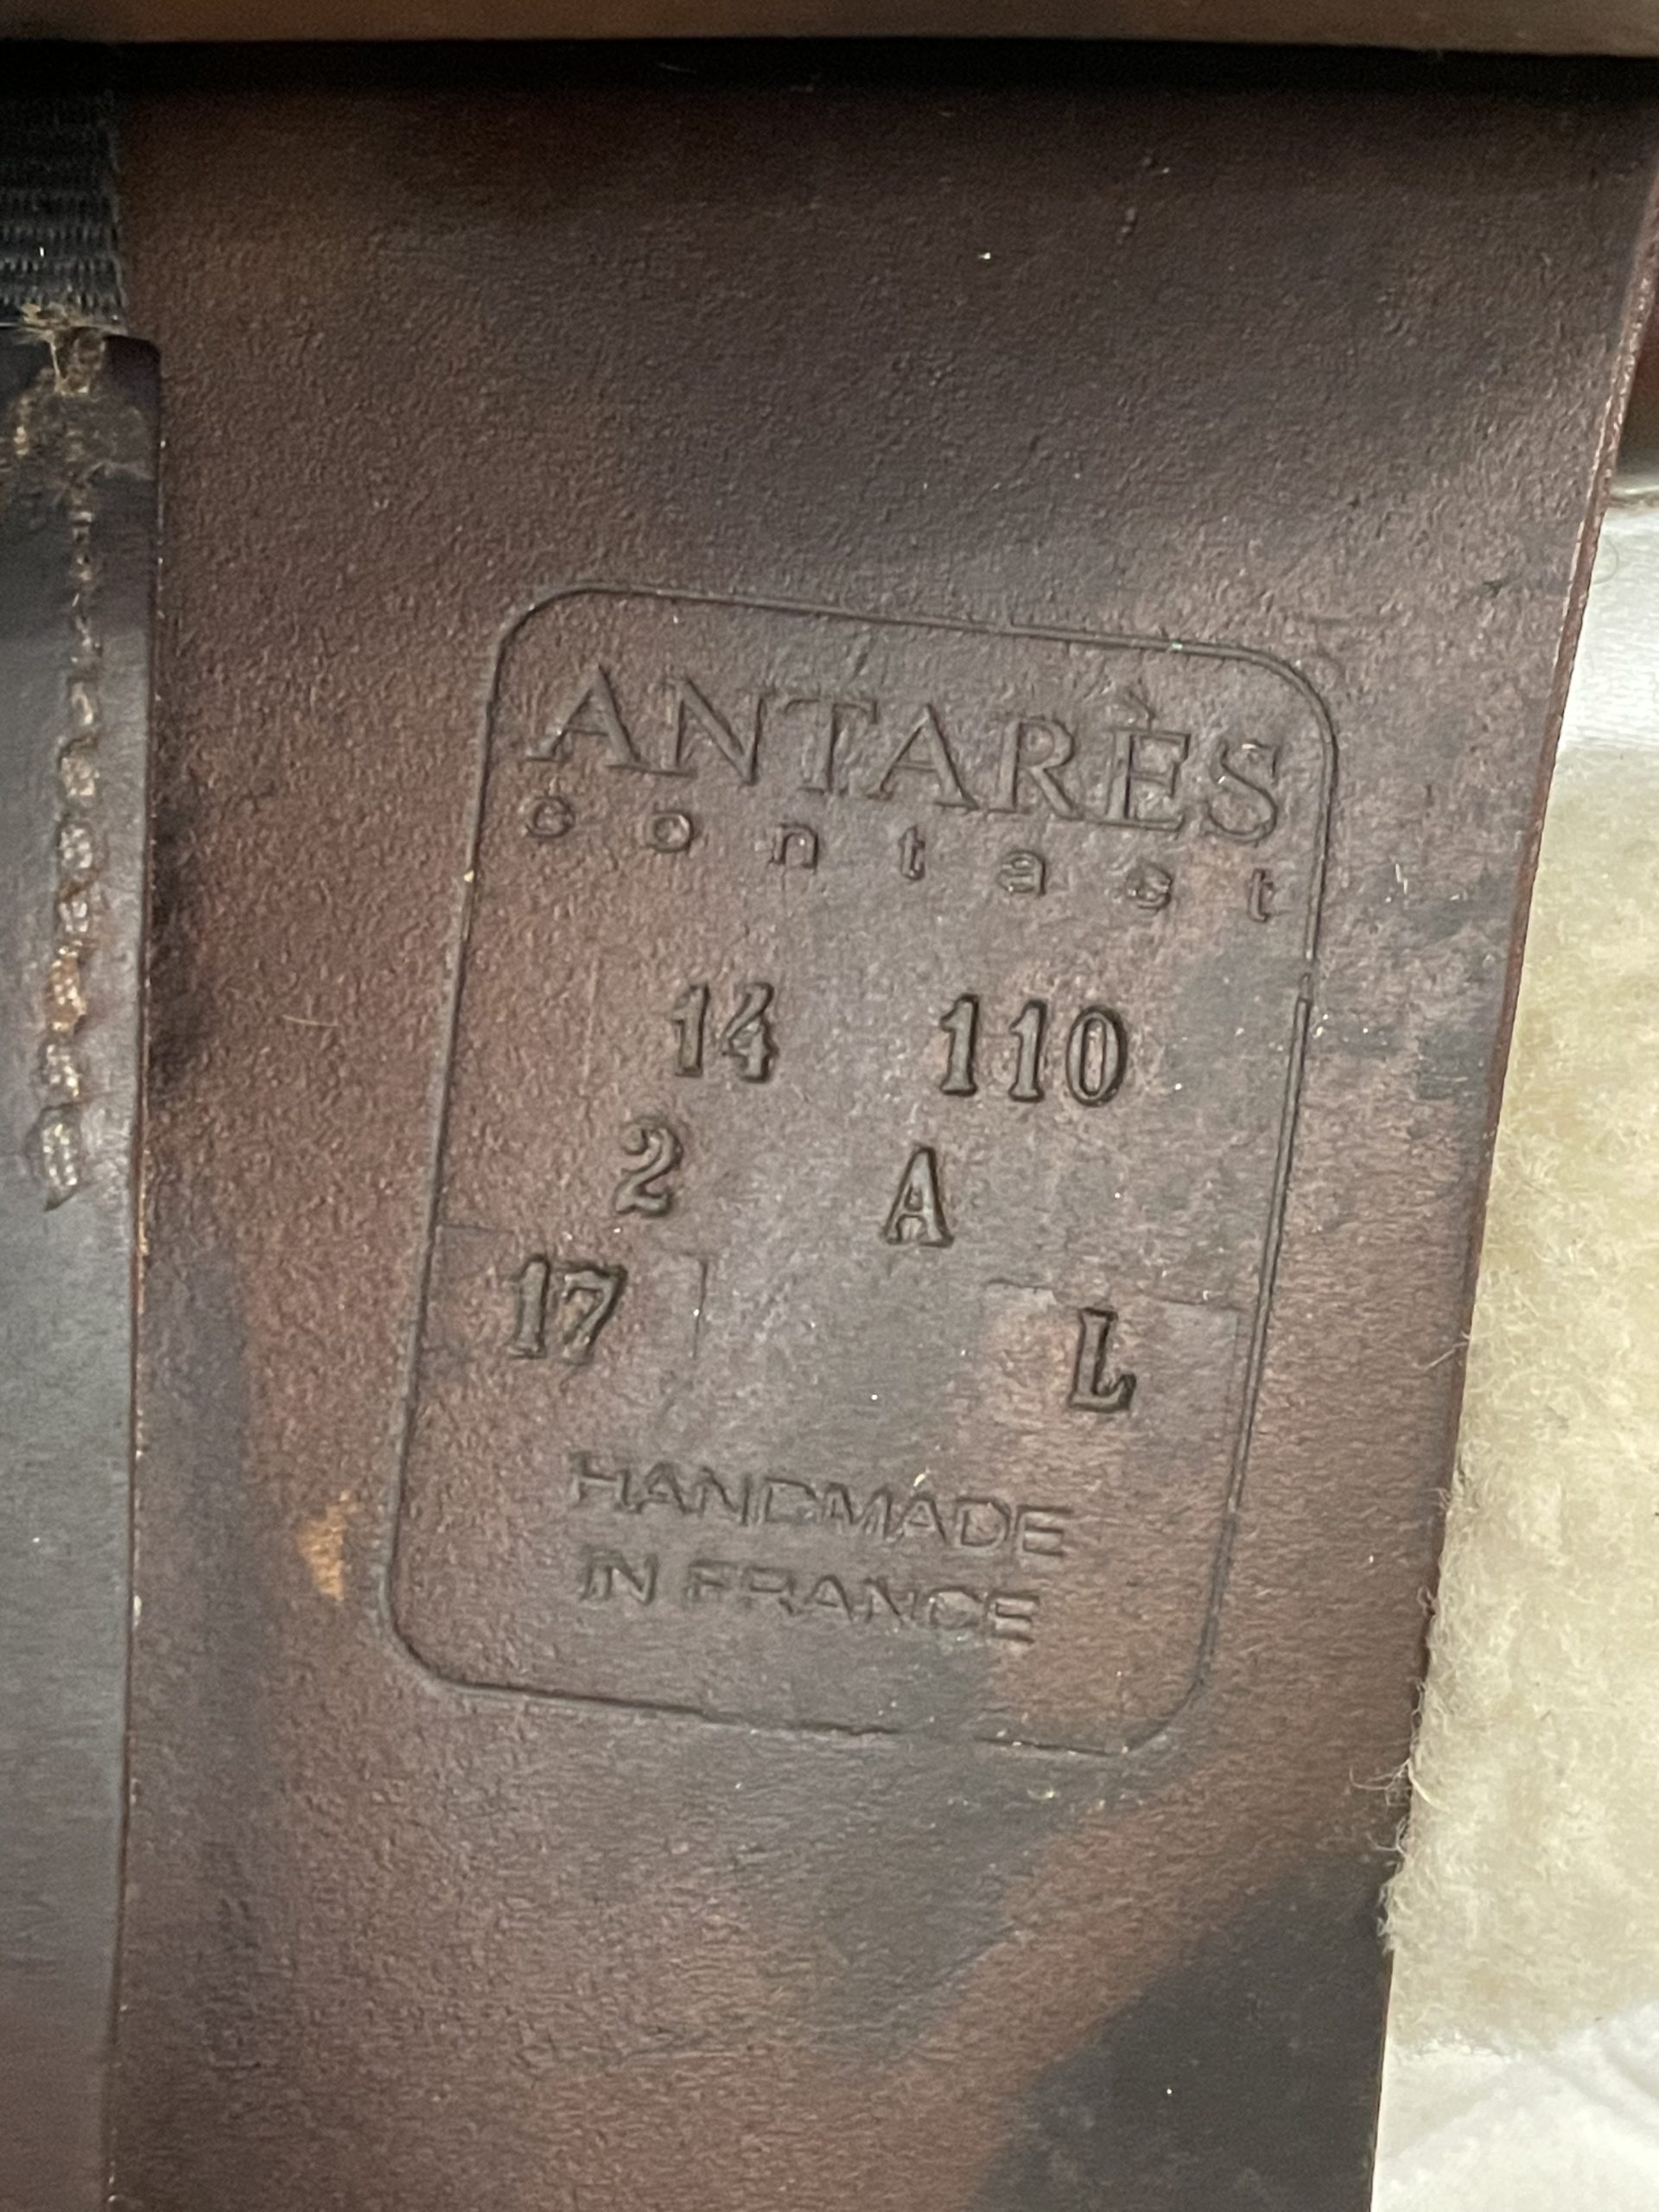 ANTARÈS
contact
14 110
2 A
17 L
HANDMADE
IN FRANCE